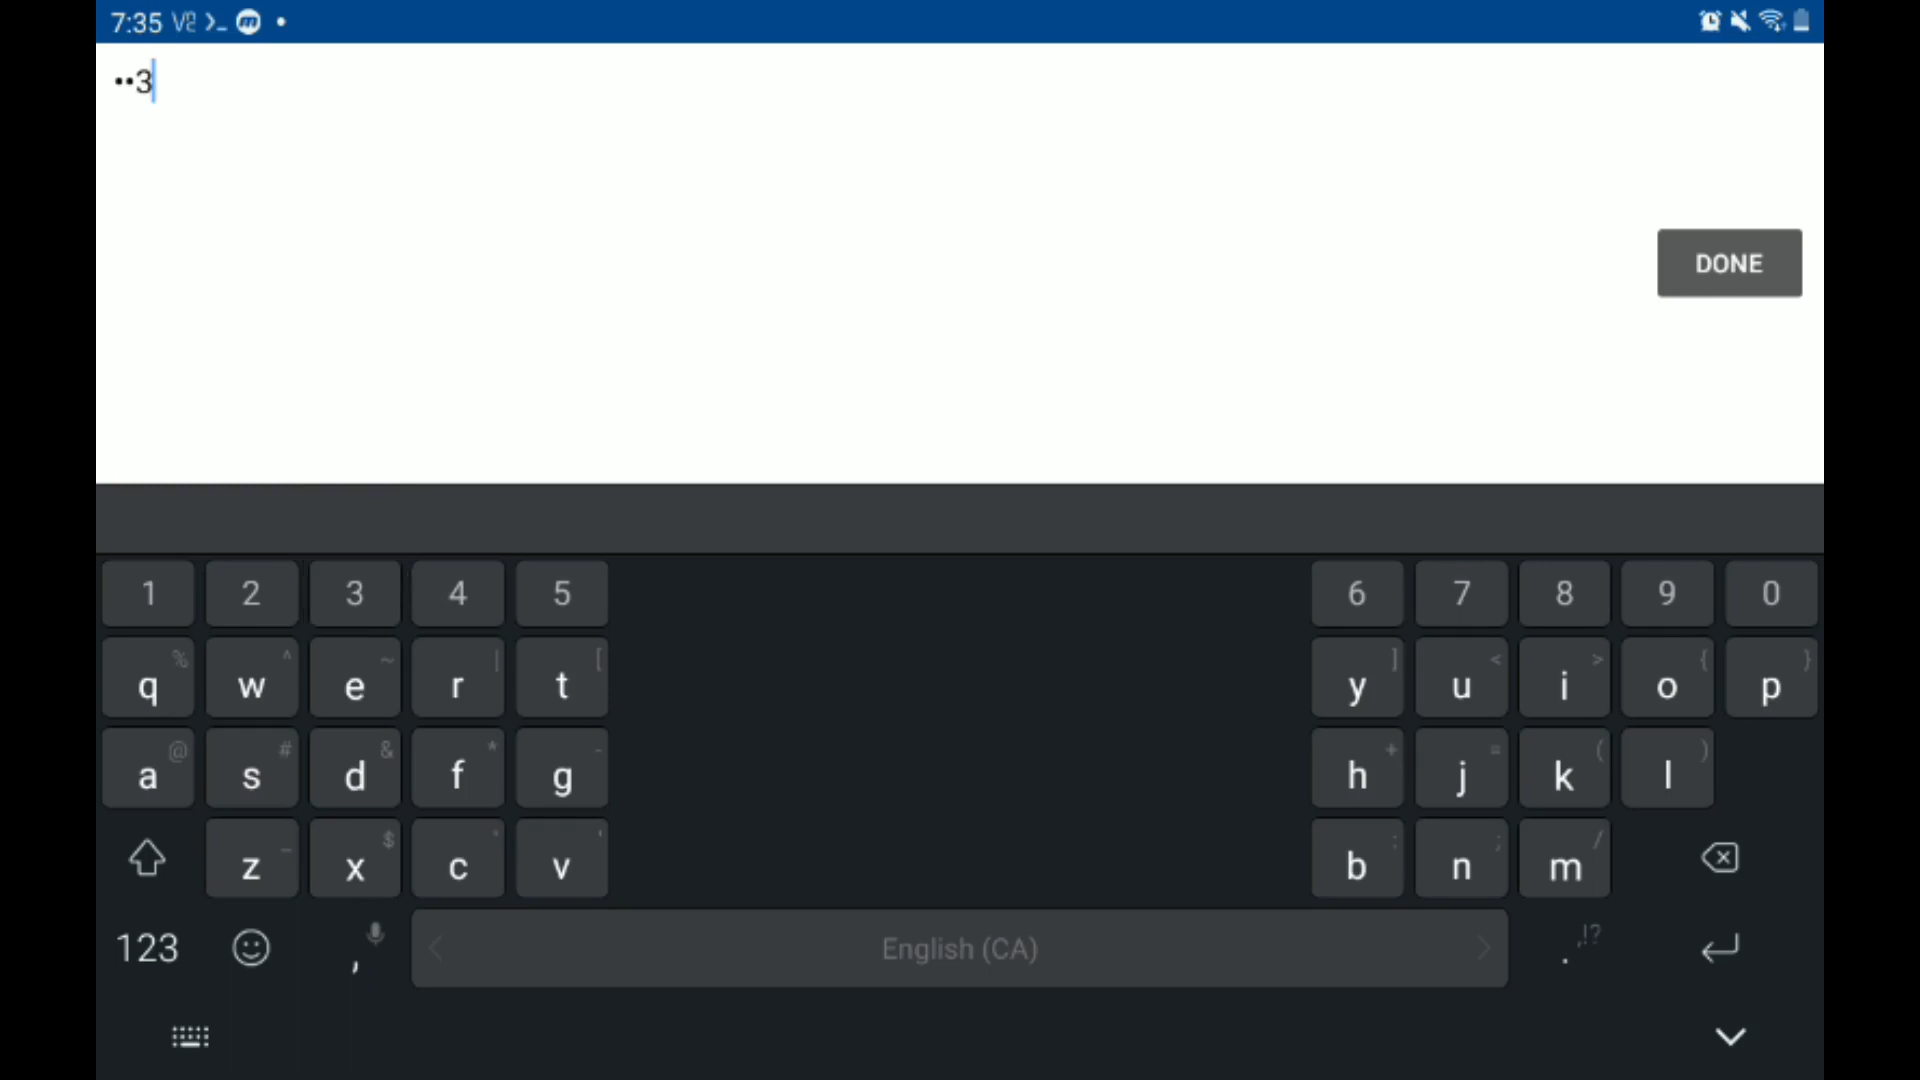 7:35
••3
DONE
1 2 3 4 5 6 7 8 9 0
q % w ^ e ~ r | t [ y ] u < i > o { p }
a @ s # d & f * g - h + j = k ( l )
z _ x $ c " v ' b : n ; m /
123 , < English (CA) > . ,!?